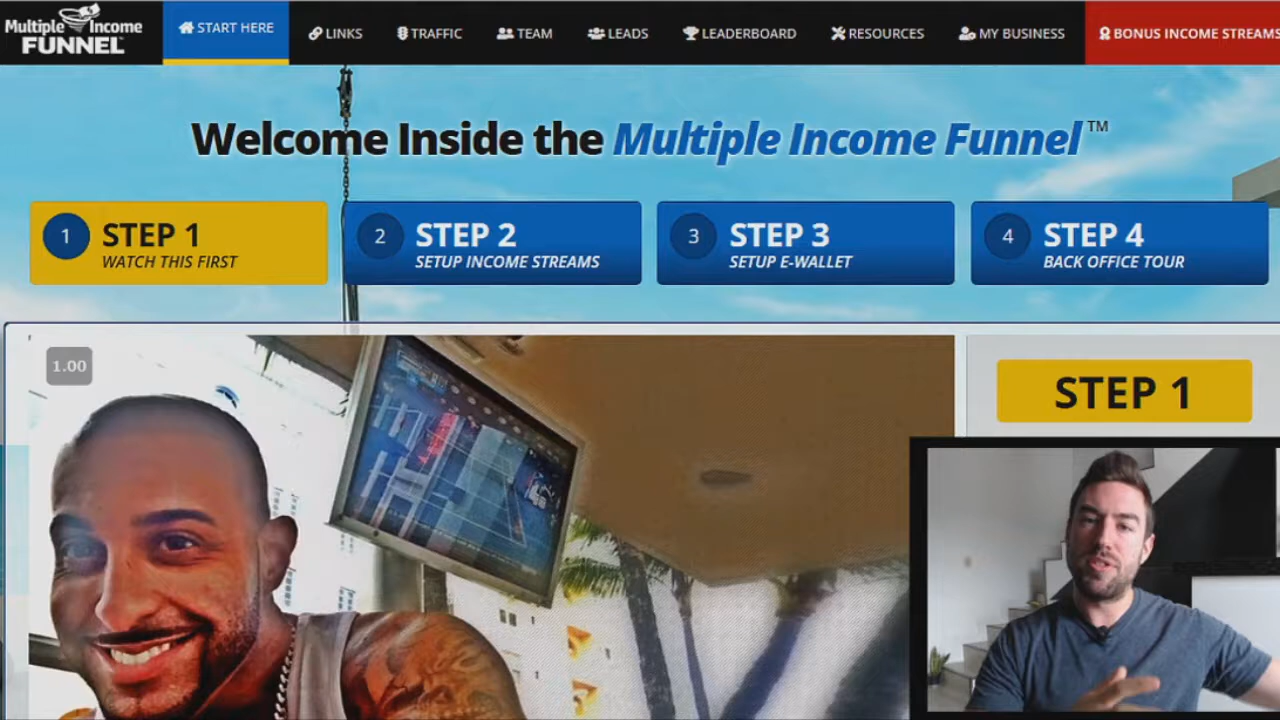 Multiple Income
FUNNEL™
START HERE
LINKS
TRAFFIC
TEAM
LEADS
LEADERBOARD
RESOURCES
MY BUSINESS
BONUS INCOME STREAMS
Welcome Inside the Multiple Income Funnel™
1
STEP 1
WATCH THIS FIRST
2
STEP 2
SETUP INCOME STREAMS
3
STEP 3
SETUP E-WALLET
4
STEP 4
BACK OFFICE TOUR
1.00
STEP 1